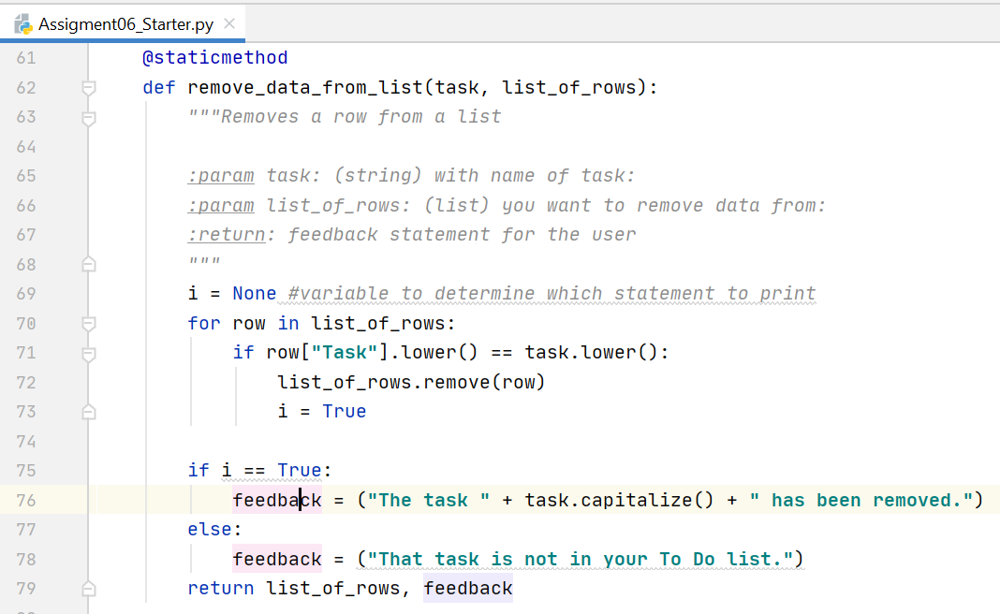 Assigment06_Starter.py
61 @staticmethod
62 def remove_data_from_list(task, list_of_rows):
63 """Removes a row from a list
64
65 :param task: (string) with name of task:
66 :param list_of_rows: (list) you want to remove data from:
67 :return: feedback statement for the user
68 """
69 i = None #variable to determine which statement to print
70 for row in list_of_rows:
71 if row["Task"].lower() == task.lower():
72 list_of_rows.remove(row)
73 i = True
74
75 if i == True:
76 feedback = ("The task " + task.capitalize() + " has been removed.")
77 else:
78 feedback = ("That task is not in your To Do list.")
79 return list_of_rows, feedback